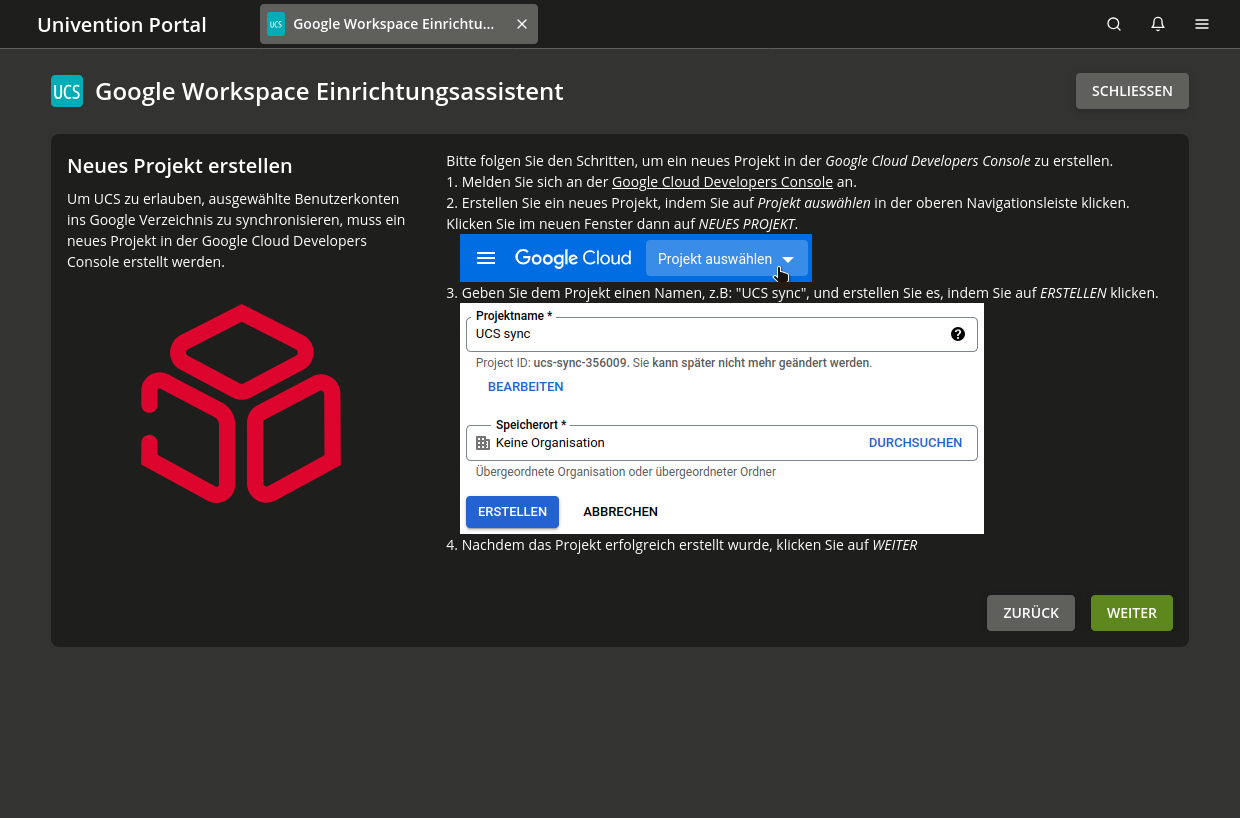 Univention Portal
UCS
Google Workspace Einrichtu...
UCS
Google Workspace Einrichtungsassistent
SCHLIESSEN
Neues Projekt erstellen
Um UCS zu erlauben, ausgewählte Benutzerkonten
ins Google Verzeichnis zu synchronisieren, muss ein
neues Projekt in der Google Cloud Developers
Console erstellt werden.
Bitte folgen Sie den Schritten, um ein neues Projekt in der Google Cloud Developers Console zu erstellen.
1. Melden Sie sich an der Google Cloud Developers Console an.
2. Erstellen Sie ein neues Projekt, indem Sie auf Projekt auswählen in der oberen Navigationsleiste klicken.
Klicken Sie im neuen Fenster dann auf NEUES PROJEKT.
Google Cloud
Projekt auswählen
3. Geben Sie dem Projekt einen Namen, z.B: "UCS sync", und erstellen Sie es, indem Sie auf ERSTELLEN klicken.
Projektname *
UCS sync
Project ID: ucs-sync-356009. Sie kann später nicht mehr geändert werden.
BEARBEITEN
Speicherort *
Keine Organisation
DURCHSUCHEN
Übergeordnete Organisation oder übergeordneter Ordner
ERSTELLEN
ABBRECHEN
4. Nachdem das Projekt erfolgreich erstellt wurde, klicken Sie auf WEITER
ZURÜCK
WEITER